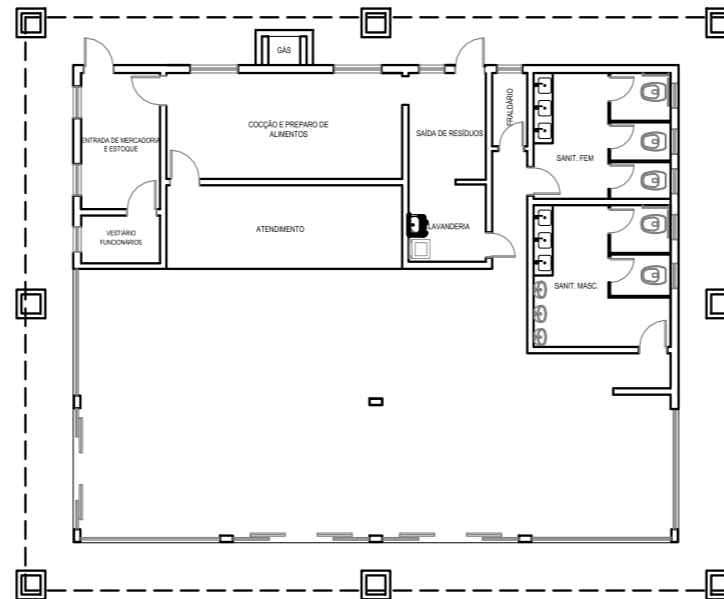 GÁS
COCÇÃO E PREPARO DE
ALIMENTOS
ENTRADA DE MERCADORIA
E ESTOQUE
SAÍDA DE RESÍDUOS
FRALDÁRIO
SANIT. FEM
VESTIÁRIO
FUNCIONÁRIOS
ATENDIMENTO
LAVANDERIA
SANIT. MASC.